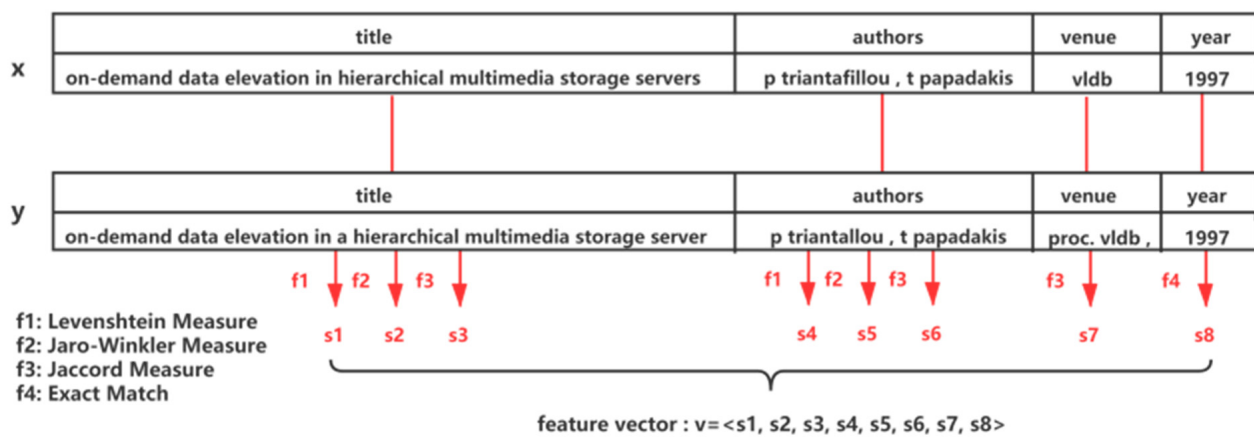 title authors venue year
x
on-demand data elevation in hierarchical multimedia storage servers p triantafillou , t papadakis vldb 1997
title authors venue year
y
on-demand data elevation in a hierarchical multimedia storage server p triantallou , t papadakis proc. vldb , 1997
f1 f2 f3 f1 f2 f3 f3 f4
f1: Levenshtein Measure
s1 s2 s3 s4 s5 s6 s7 s8
f2: Jaro-Winkler Measure
f3: Jaccord Measure
f4: Exact Match
feature vector : v=<s1, s2, s3, s4, s5, s6, s7, s8>